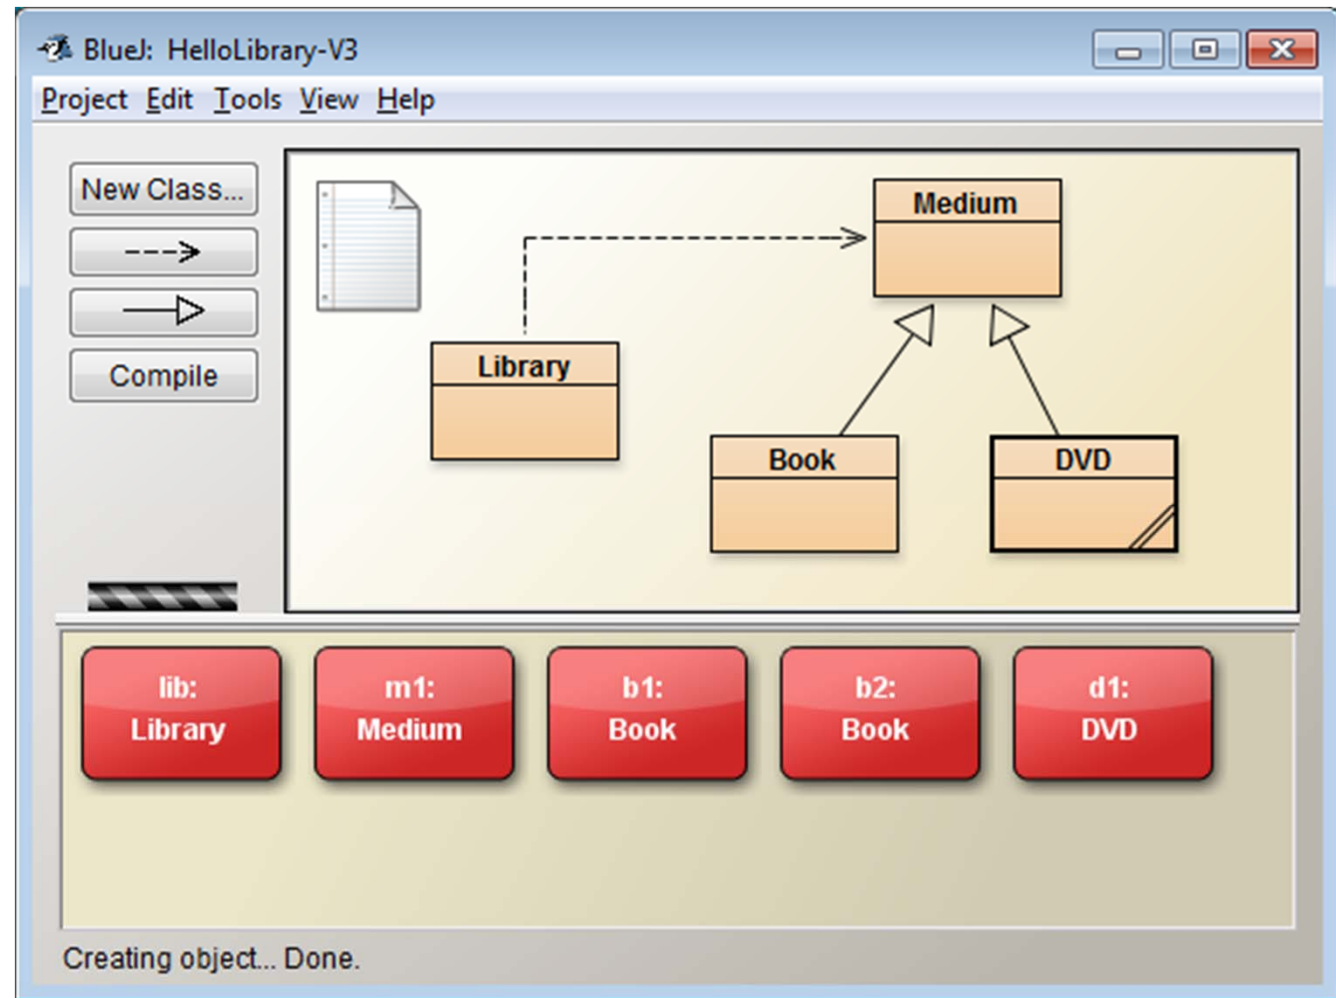 BlueJ: HelloLibrary-V3
Project Edit Tools View Help
New Class...
Compile
Medium
Library
Book
DVD
lib:
Library
m1:
Medium
b1:
Book
b2:
Book
d1:
DVD
Creating object... Done.